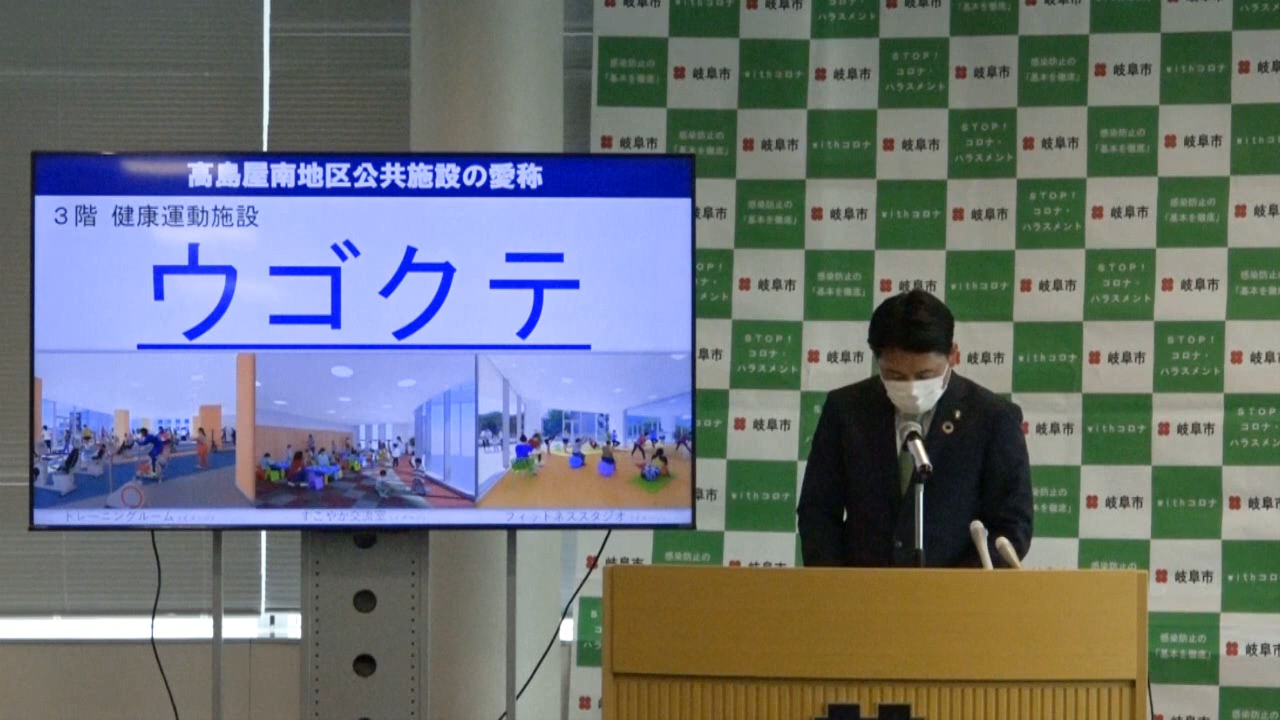 高島屋南地区公共施設の愛称
3階 健康運動施設
ウゴクテ
トレーニングルーム
すこやか交流室
フィットネススタジオ
岐阜市
withコロナ
感染防止の
「基本を徹底」
STOP!
コロナ・
ハラスメント